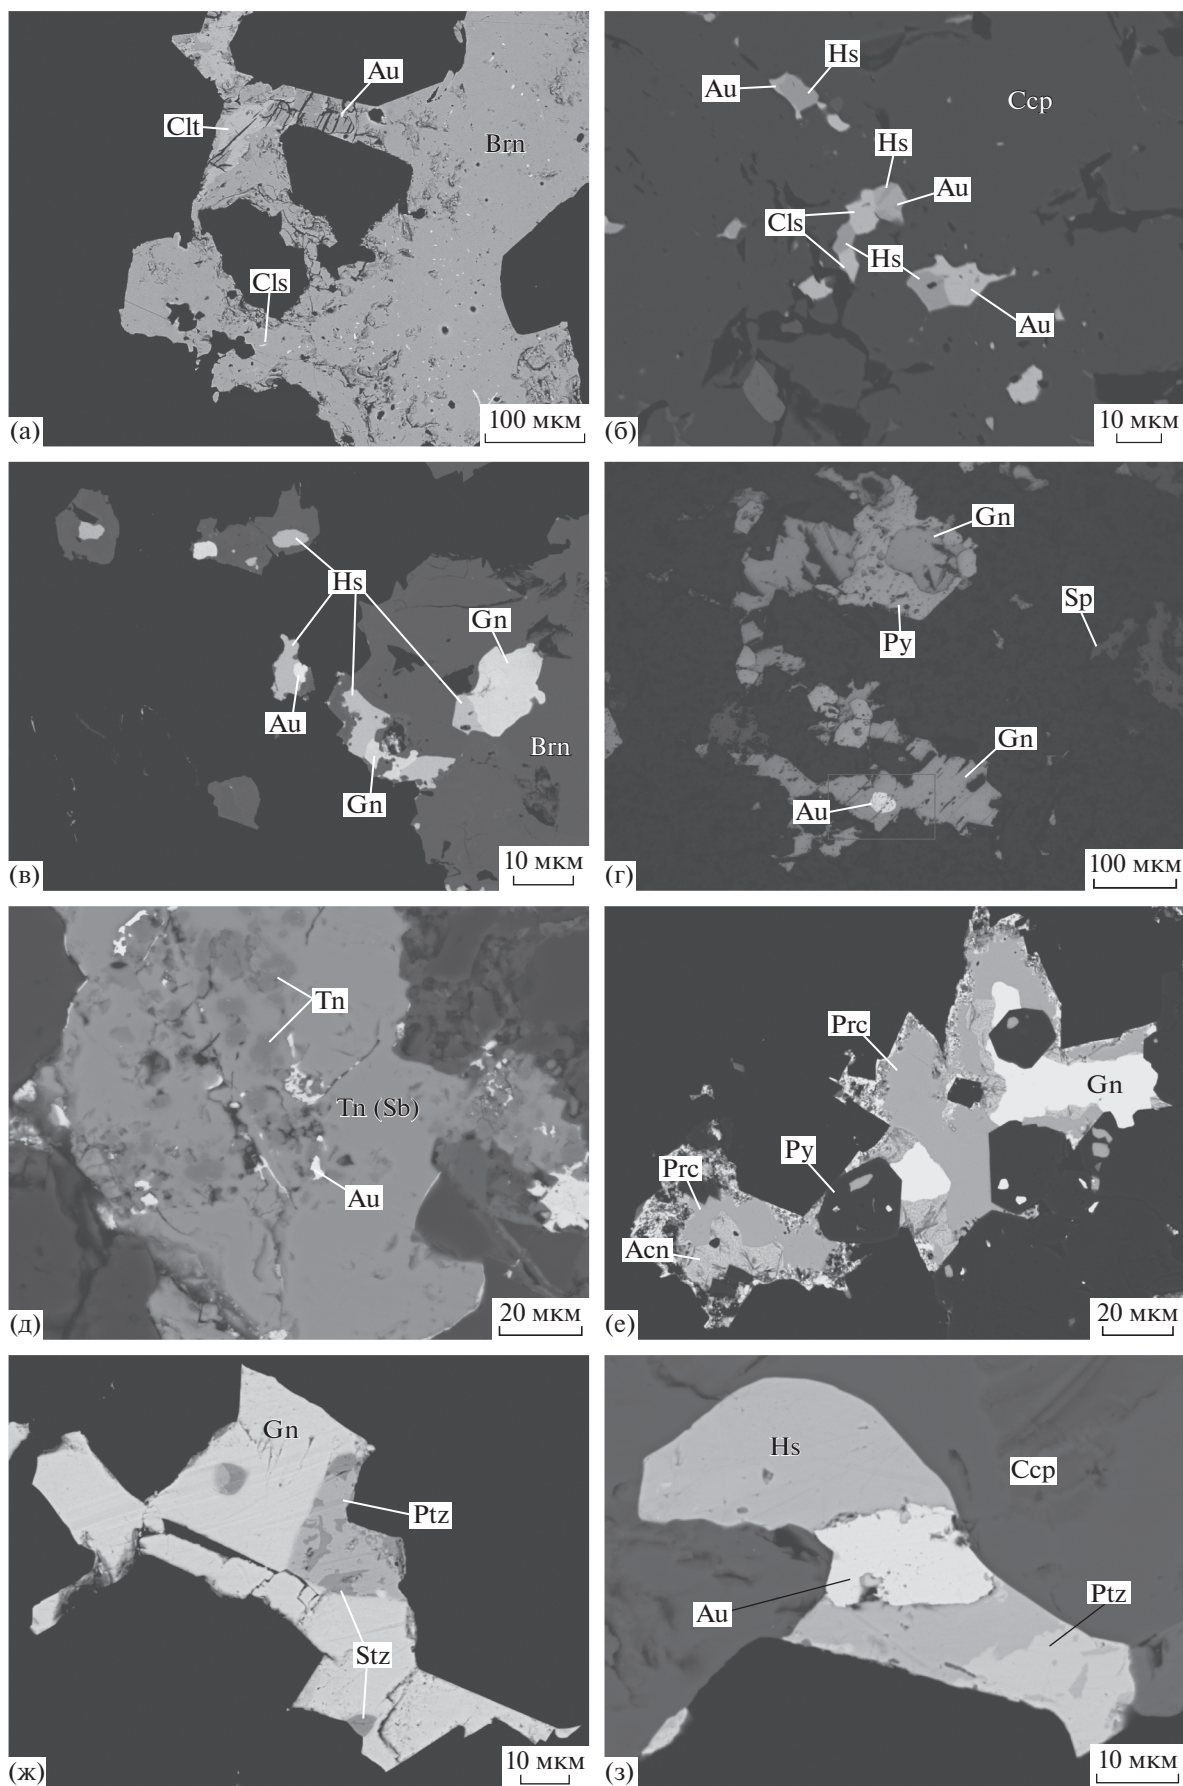 Au
Clt
Brn
Cls
100 мкм
(а)
Hs
Au
Ccp
Hs
Au
Cls
Hs
Au
10 мкм
(б)
Hs
Gn
Au
Brn
Gn
10 мкм
(в)
Gn
Sp
Py
Gn
Au
100 мкм
(г)
Tn
Tn (Sb)
Au
20 мкм
(д)
Prc
Gn
Py
Prc
Acn
20 мкм
(е)
Gn
Ptz
Stz
10 мкм
(ж)
Hs
Ccp
Ptz
Au
10 мкм
(з)